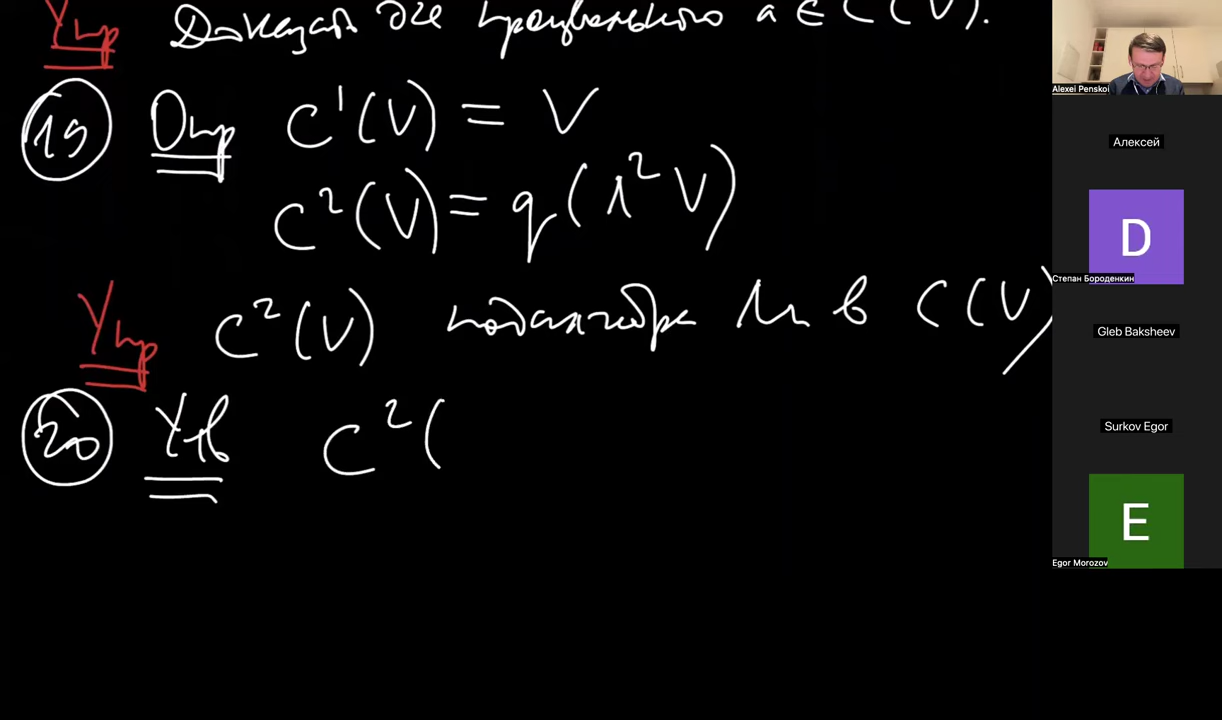 Упр Доказать для произвольного a ∈ C(V).
19 Опр C¹(V) = V
C²(V) = q(Λ²V)
Упр C²(V) подалгебра Ли в C(V)
20 Утв C²(
Alexei Penskoi
Алексей
D
Степан Бороденкин
Gleb Baksheev
Surkov Egor
E
Egor Morozov